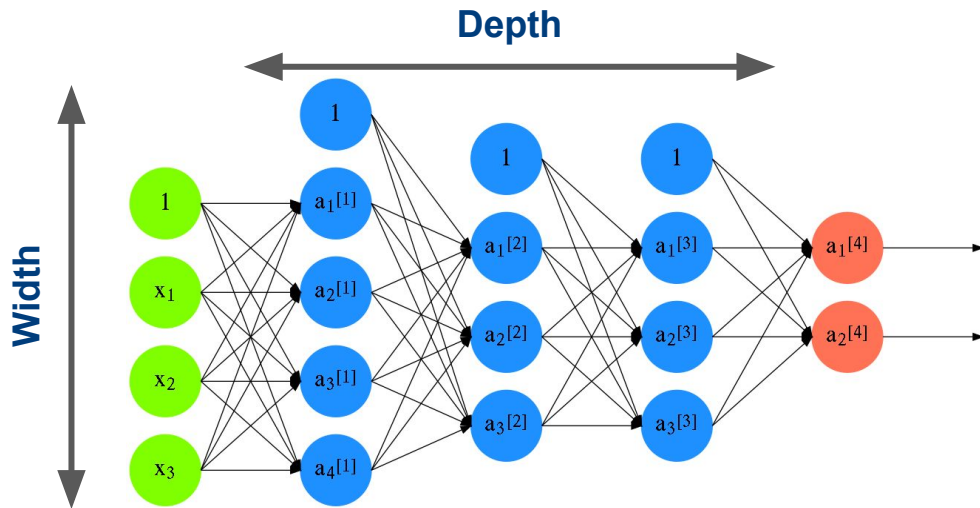 Depth
Width
1
x₁
x₂
x₃
1
a₁[1]
a₂[1]
a₃[1]
a₄[1]
1
a₁[2]
a₂[2]
a₃[2]
1
a₁[3]
a₂[3]
a₃[3]
a₁[4]
a₂[4]